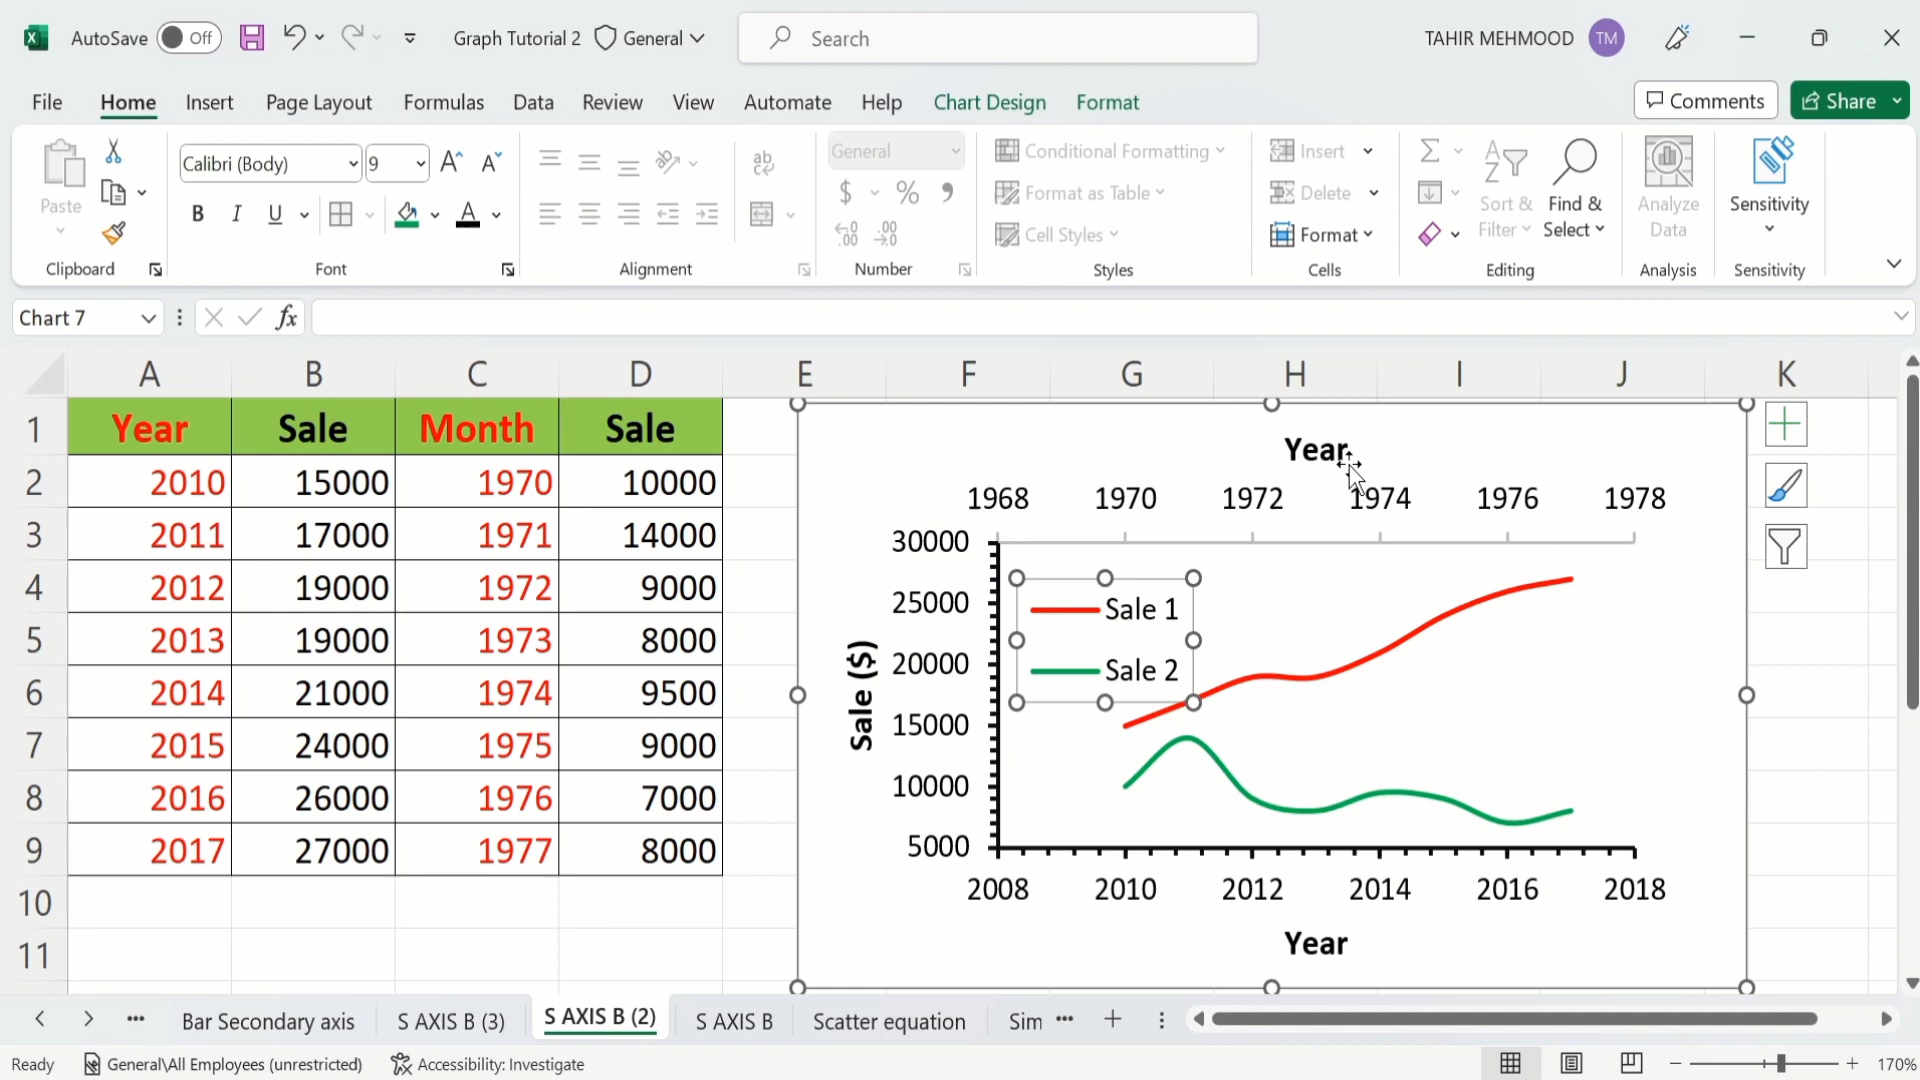 AutoSave Off Graph Tutorial 2 General Search TAHIR MEHMOOD TM
File Home Insert Page Layout Formulas Data Review View Automate Help Chart Design Format Comments Share
Paste
Clipboard
Calibri (Body) 9
B I U
Font
Alignment
General
$ % ,
Number
Conditional Formatting
Format as Table
Cell Styles
Styles
Insert
Delete
Format
Cells
Sort & Filter
Find & Select
Editing
Analyze Data
Analysis
Sensitivity
Sensitivity
Chart 7 fx
A B C D E F G H I J K
1 Year Sale Month Sale
2 2010 15000 1970 10000
3 2011 17000 1971 14000
4 2012 19000 1972 9000
5 2013 19000 1973 8000
6 2014 21000 1974 9500
7 2015 24000 1975 9000
8 2016 26000 1976 7000
9 2017 27000 1977 8000
10
11
Year
1968 1970 1972 1974 1976 1978
30000
25000
20000
15000
10000
5000
Sale ($)
Sale 1
Sale 2
2008 2010 2012 2014 2016 2018
Year
Bar Secondary axis S AXIS B (3) S AXIS B (2) S AXIS B Scatter equation Sim
Ready General\All Employees (unrestricted) Accessibility: Investigate 170%